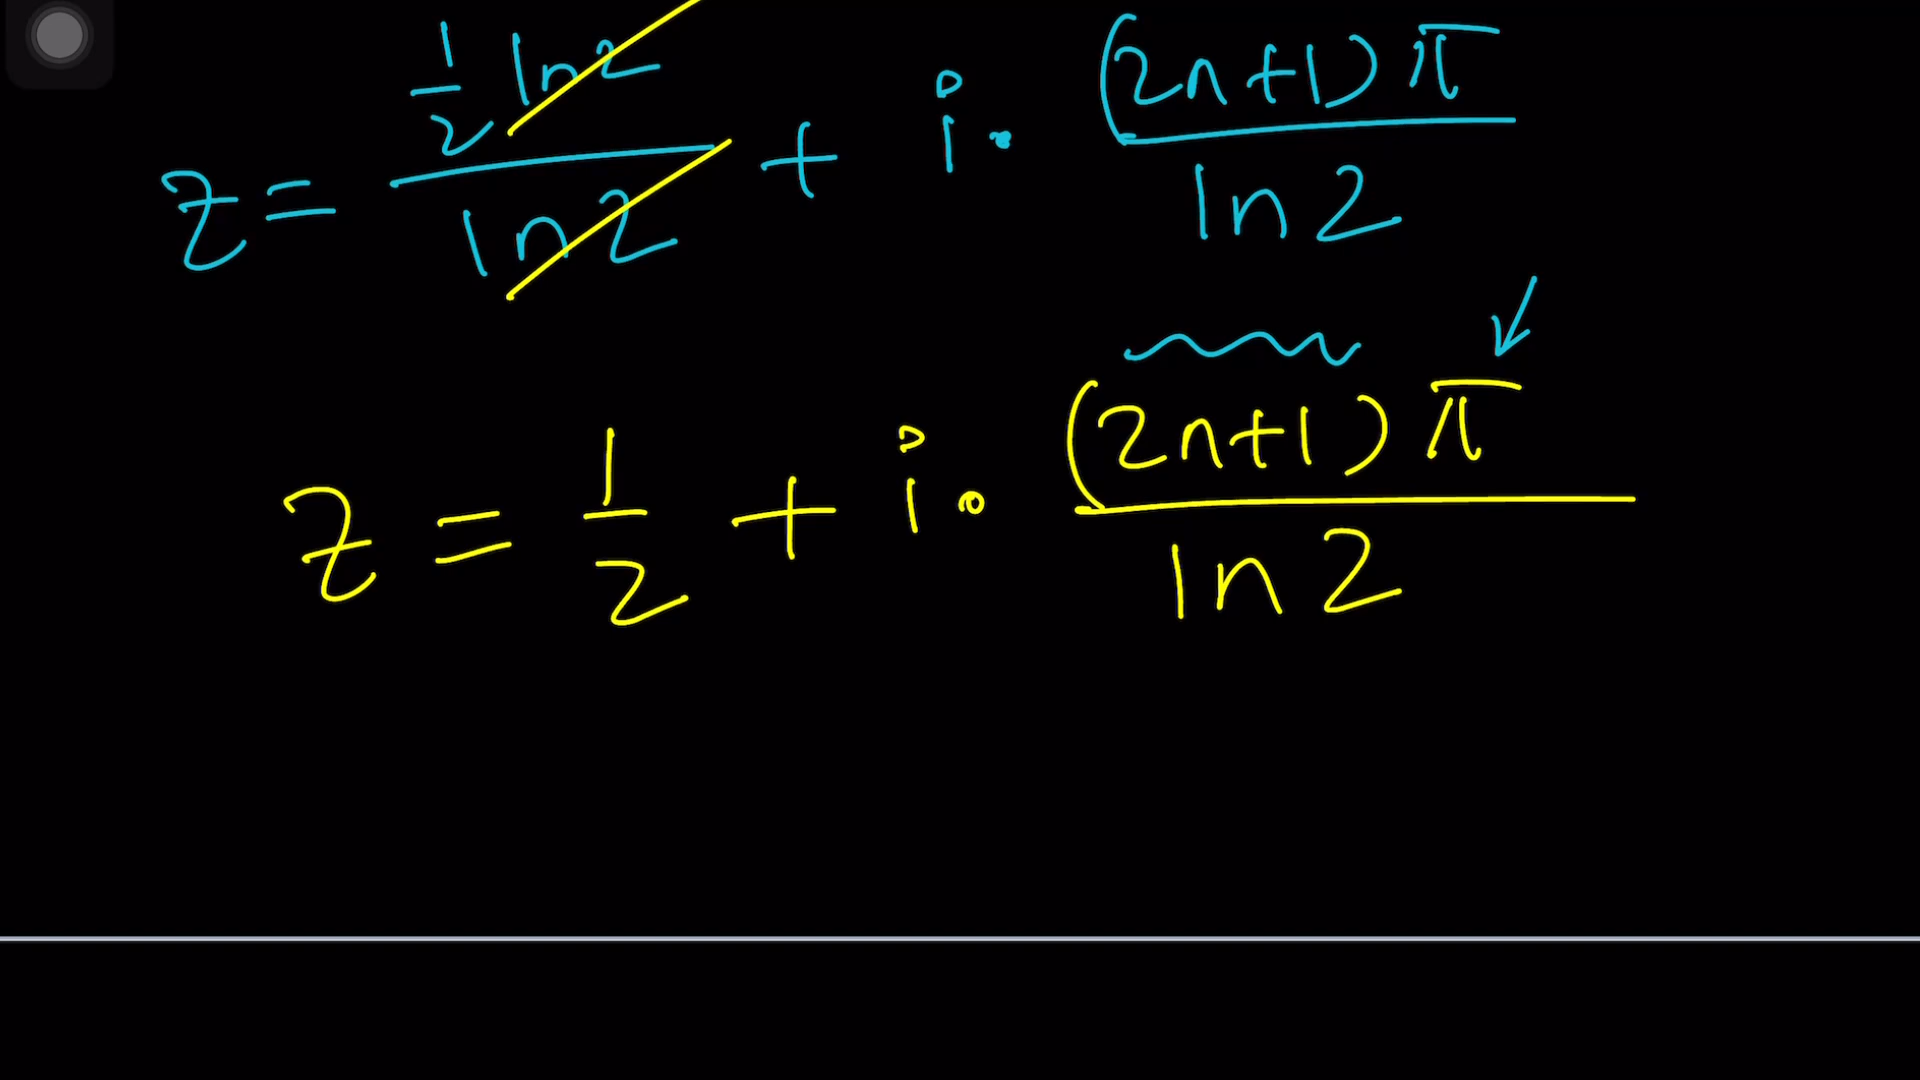 z = (1/2 ln2)/(ln2) + i · ((2n+1)π)/(ln2)
z = 1/2 + i · ((2n+1)π)/(ln2)